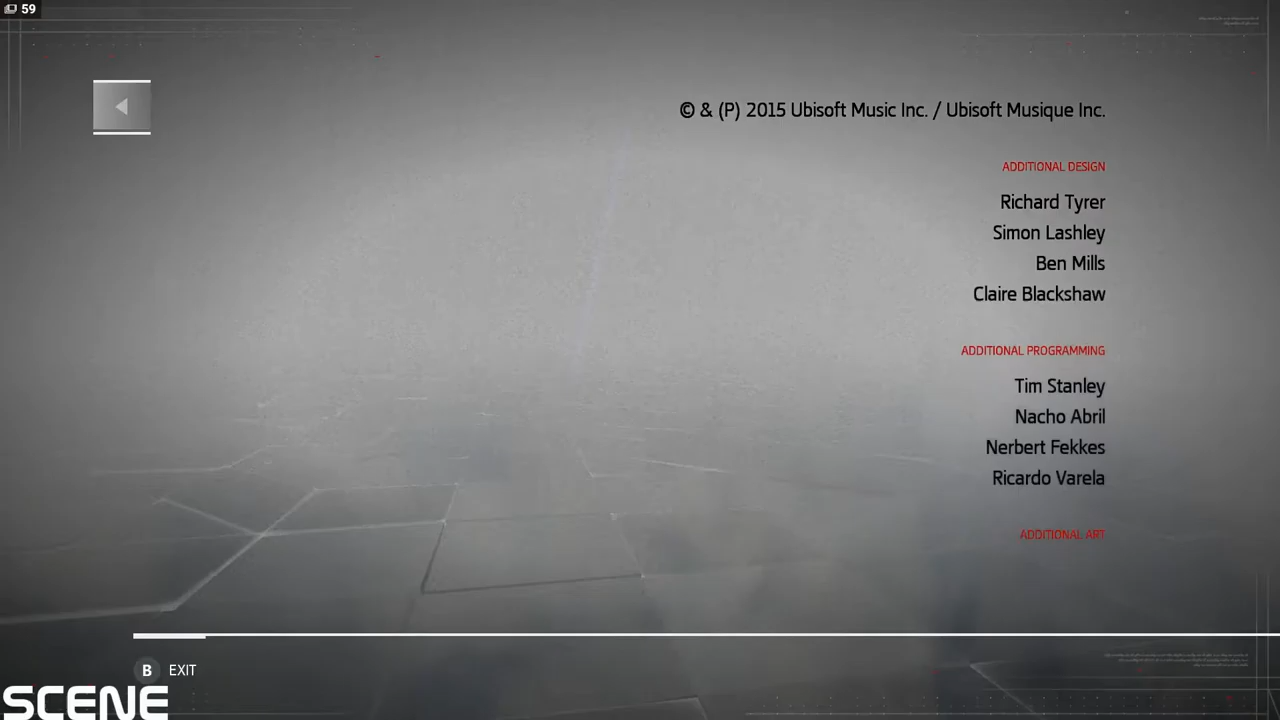 59
© & (P) 2015 Ubisoft Music Inc. / Ubisoft Musique Inc.
ADDITIONAL DESIGN
Richard Tyrer
Simon Lashley
Ben Mills
Claire Blackshaw
ADDITIONAL PROGRAMMING
Tim Stanley
Nacho Abril
Nerbert Fekkes
Ricardo Varela
ADDITIONAL ART
B EXIT
SCENE